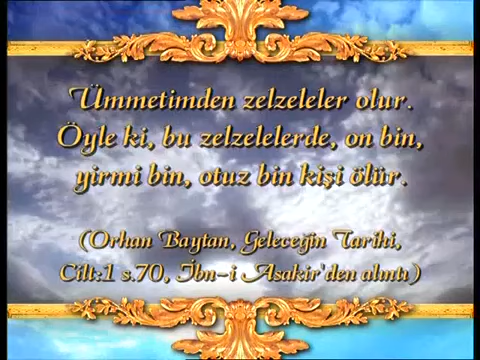 Ümmetimden zelzeleler olur.
Öyle ki, bu zelzelelerde, on bin,
yirmi bin, otuz bin kişi ölür.
(Orhan Baytan, Geleceğin Tarihi,
Cilt:1 s.70, İbn-i Asakir'den alıntı)